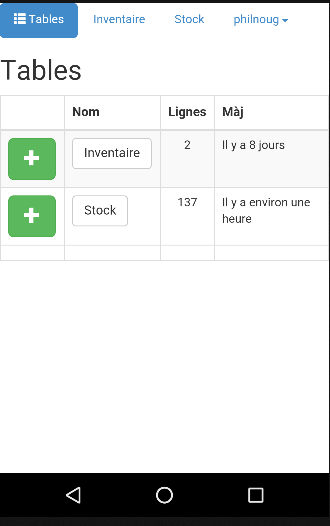 Tables Inventaire Stock philnoug
Tables
Nom Lignes Màj
Inventaire 2 Il y a 8 jours
Stock 137 Il y a environ une
heure